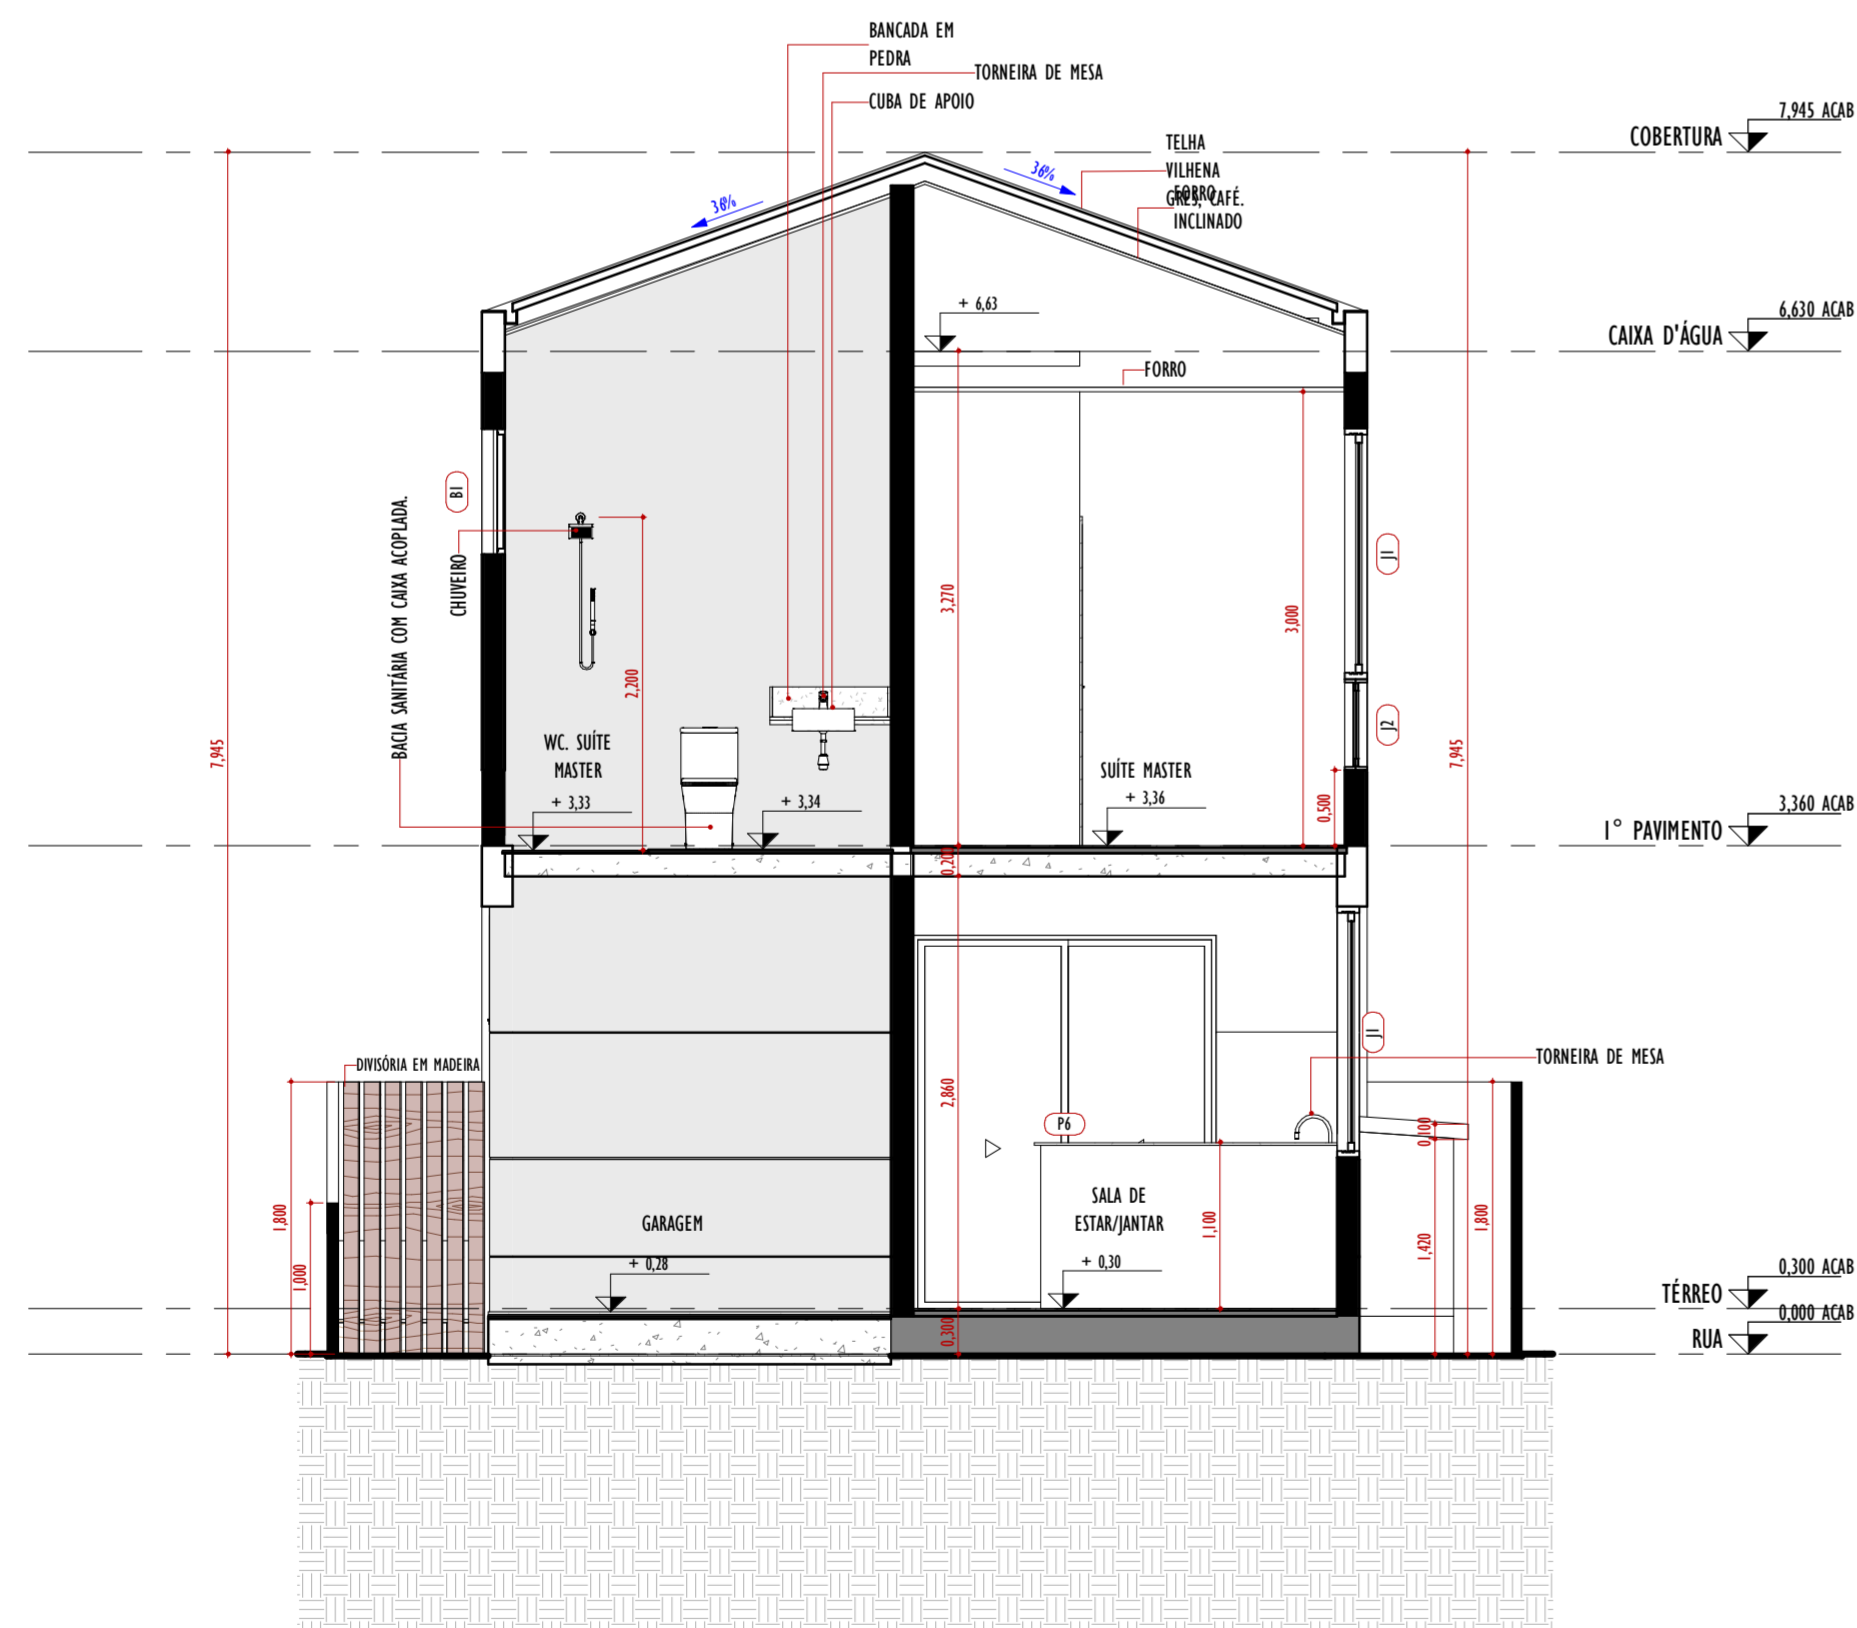 BANCADA EM
PEDRA
TORNEIRA DE MESA
CUBA DE APOIO
7,945 ACAB
COBERTURA
TELHA
VILHENA
GRES, CAFÉ.
FORRO
INCLINADO
36%
36%
+ 6,63
6,630 ACAB
CAIXA D'ÁGUA
FORRO
B1
CHUVEIRO
BACIA SANITÁRIA COM CAIXA ACOPLADA.
2,200
3,270
3,000
J1
J2
7,945
7,945
WC. SUÍTE
MASTER
+ 3,33
+ 3,34
SUÍTE MASTER
+ 3,36
0,500
3,360 ACAB
1° PAVIMENTO
0,200
DIVISÓRIA EM MADEIRA
J1
TORNEIRA DE MESA
2,860
P6
0,100
1,800
1,000
GARAGEM
+ 0,28
SALA DE
ESTAR/JANTAR
+ 0,30
1,100
1,420
1,800
0,300 ACAB
TÉRREO
0,000 ACAB
RUA
0,300